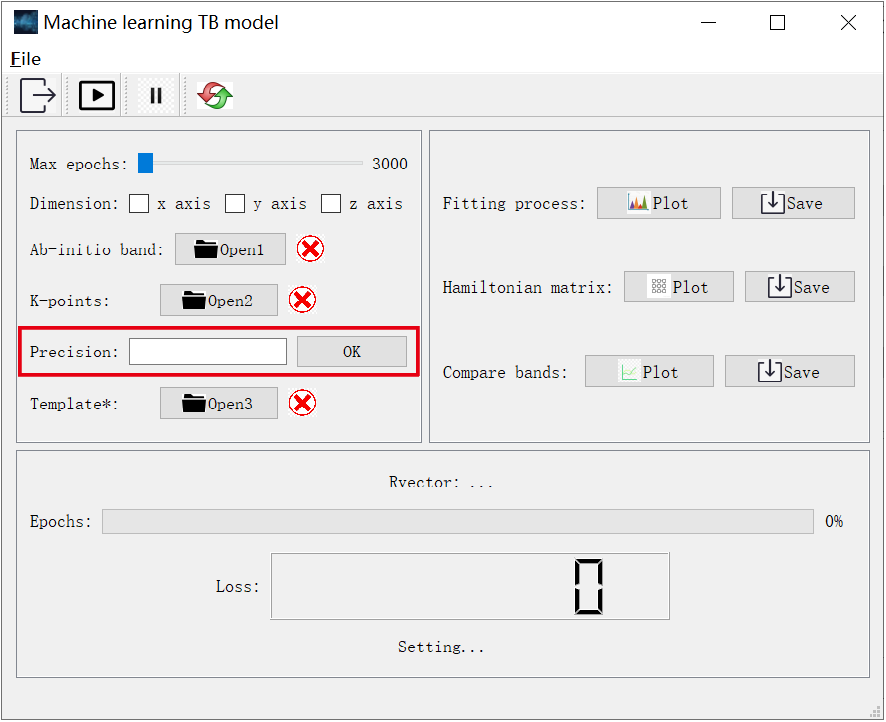 Machine learning TB model
File
Max epochs: 3000
Dimension: x axis y axis z axis
Ab-initio band: Open1
K-points: Open2
Precision: OK
Template*: Open3
Fitting process: Plot Save
Hamiltonian matrix: Plot Save
Compare bands: Plot Save
Rvector: ...
Epochs: 0%
Loss: 0
Setting...